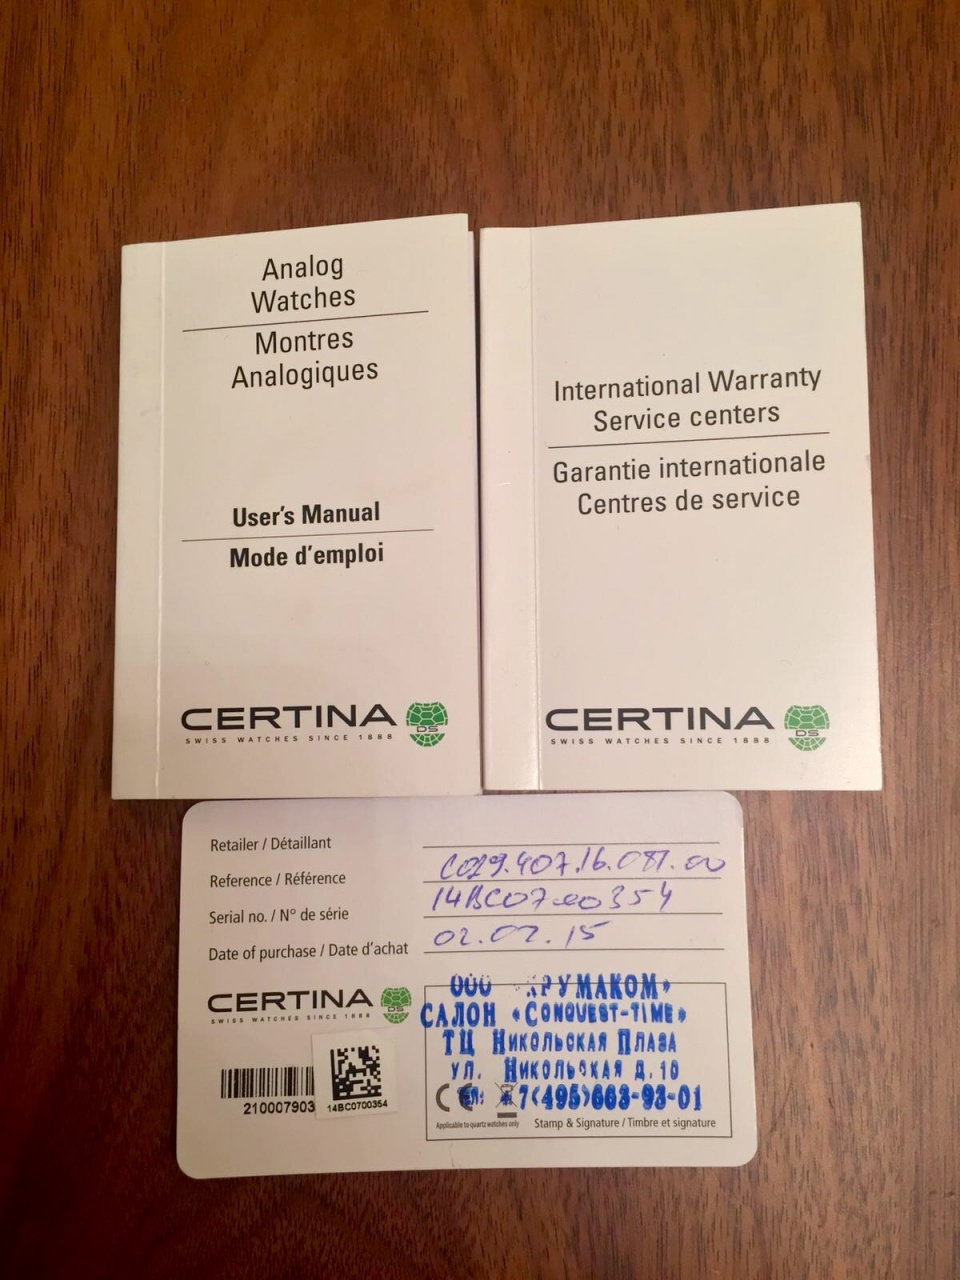 Analog
Watches
Montres
Analogiques
User's Manual
Mode d'emploi
CERTINA
DS
SWISS WATCHES SINCE 1888
International Warranty
Service centers
Garantie internationale
Centres de service
CERTINA
DS
SWISS WATCHES SINCE 1888
Retailer / Détaillant
Reference / Référence
C029.407.16.081.00
Serial no. / N° de série
Date of purchase / Date d'achat
02.02.15
CERTINA
DS
SWISS WATCHES SINCE 1888
210007903
14BC0700354
ООО
САЛОН «CONQUEST-TIME»
ТЦ НИКОЛЬСКАЯ ПЛАЗА
УЛ. НИКОЛЬСКАЯ Д.10
7(495)663-93-01
CE
Applicable to quartz watches only
Stamp & Signature / Timbre et signature